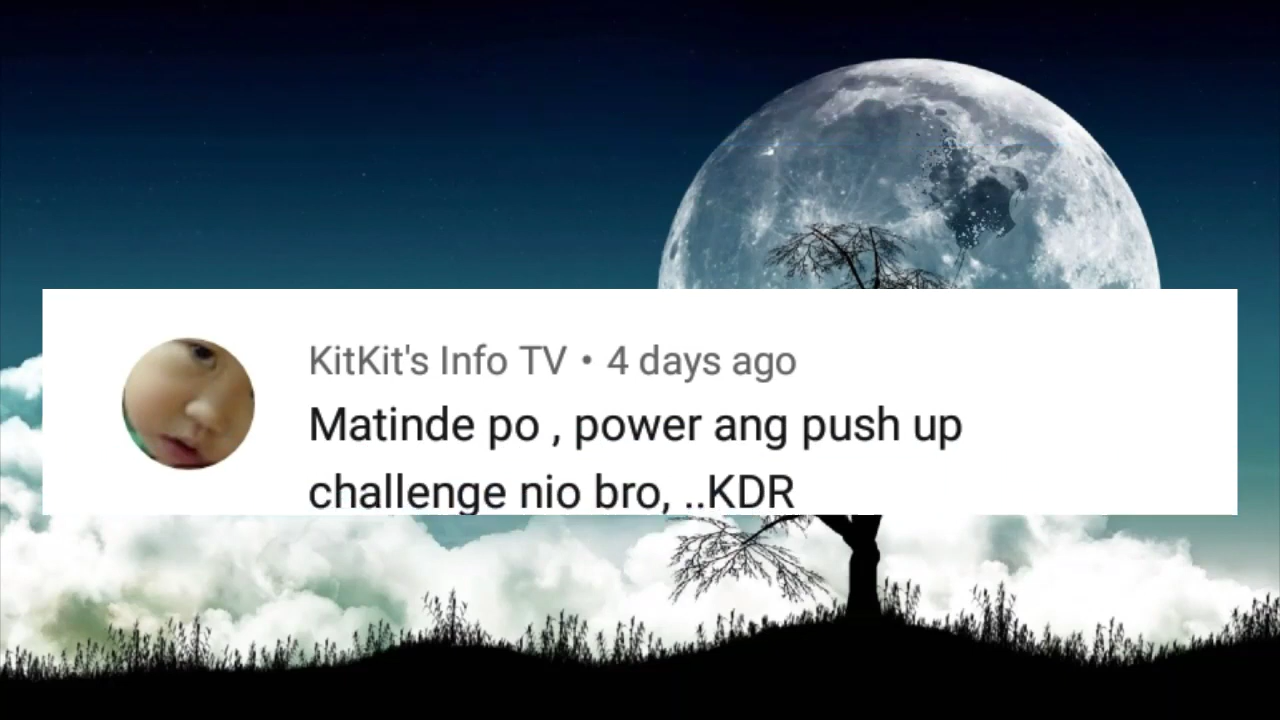 KitKit's Info TV • 4 days ago
Matinde po , power ang push up
challenge nio bro, ..KDR